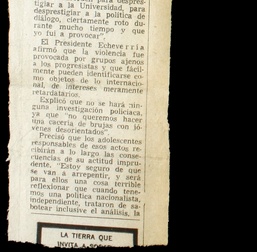 tigiar a la Universidad, para
desprestigiar a la política de
diálogo, ciertamente roto du-
rante mucho tiempo y que
yo fui a provocar".
El Presidente Echeverría
afirmó que la violencia fue
provocada por grupos ajenos
a los progresistas y que fácil-
mente pueden identificarse co-
mo objetos de lo internacio-
nal, de intereses meramente
retardatarios.
Explicó que no se hará nin-
guna investigación policiaca,
ya que "no queremos hacer
una cacería de brujas con jó-
venes desorientados".
Precisó que los adolescentes
responsables de esos actos re-
cibirán a lo largo las conse-
cuencias de su actitud impru-
dente. "Estoy seguro de que
se van a arrepentir, y será
para ellos una cosa terrible
reflexionar que cuando tene-
mos una política nacionalista,
independiente, trataron de sa-
botear inclusive el análisis, la
LA TIERRA QUE
INVITA A